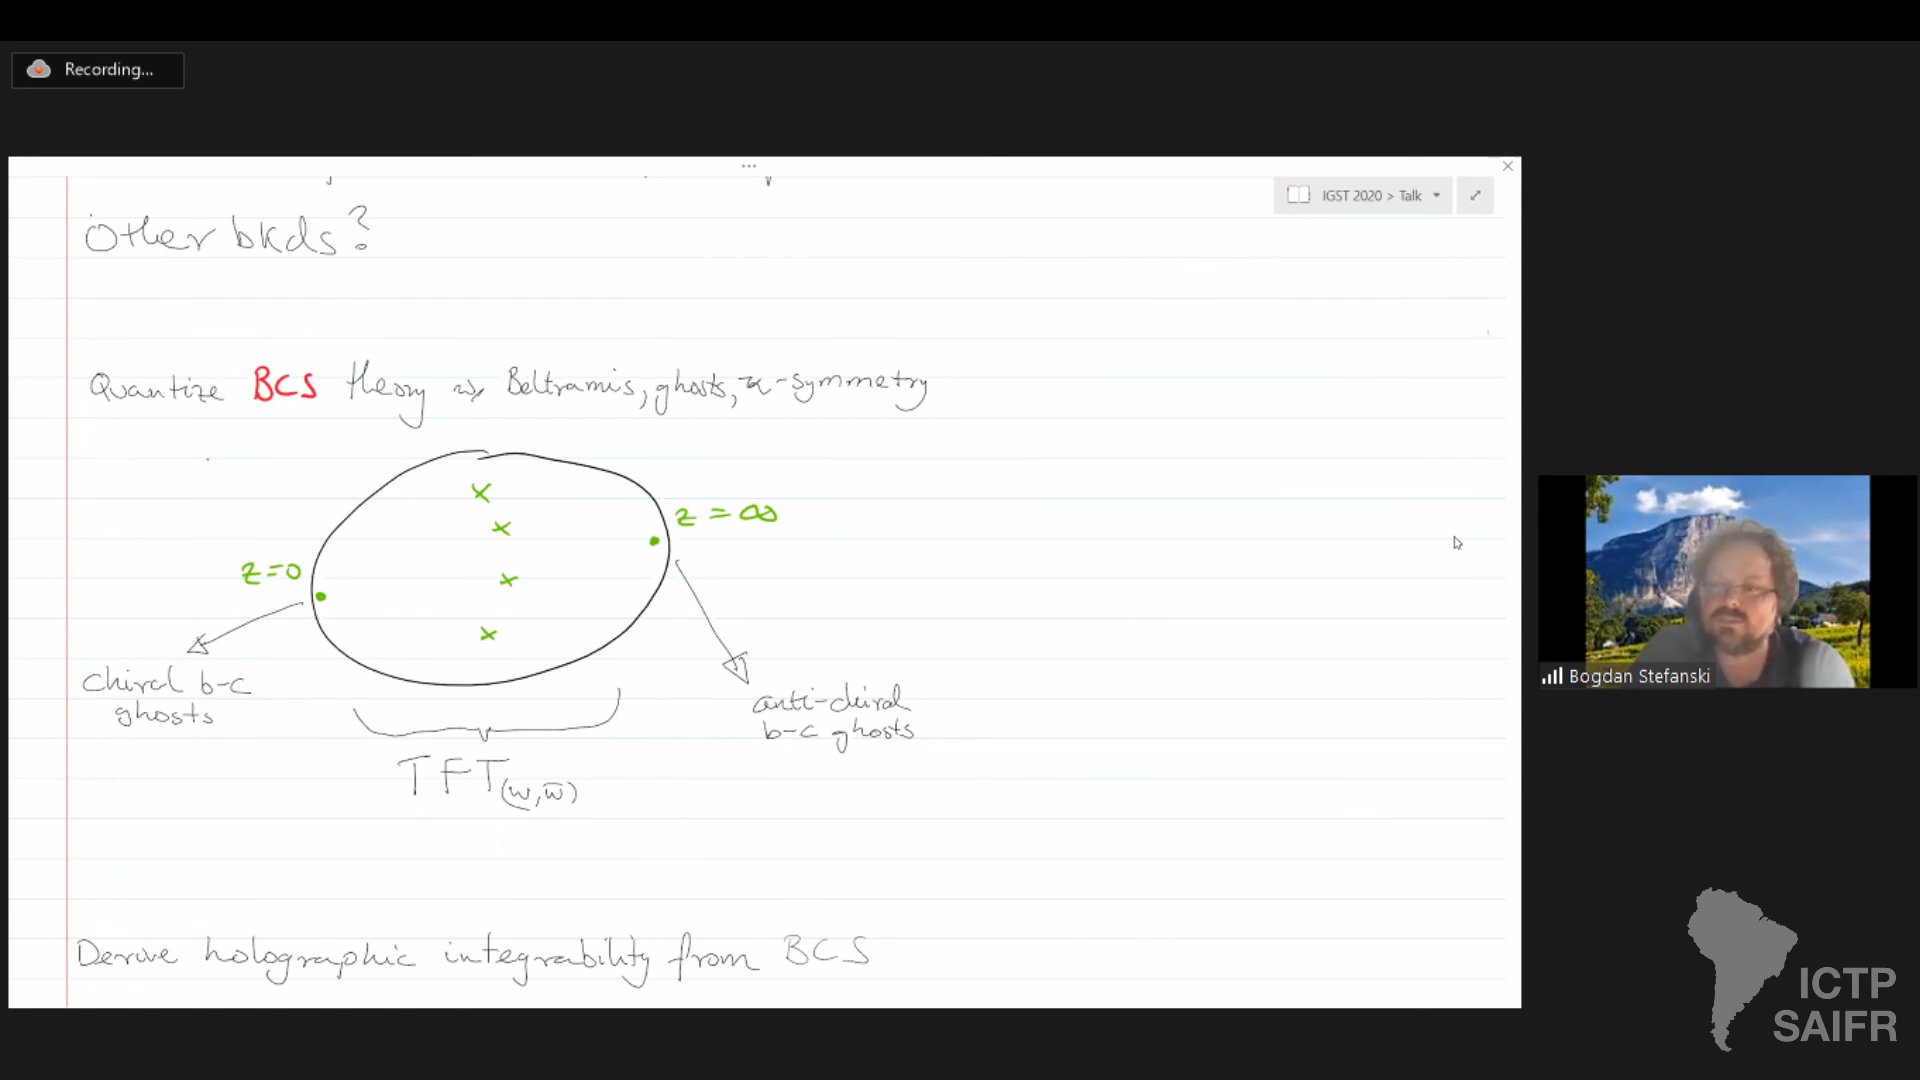 Recording...
IGST 2020 > Talk
Other bkds?
Quantize BCS theory w. Beltramis, ghosts, κ-symmetry
z = ∞
z=0
chiral b-c
ghosts
anti-chiral
b-c ghosts
TFT(w, w̄)
Derive holographic integrability from BCS
Bogdan Stefanski
ICTP
SAIFR